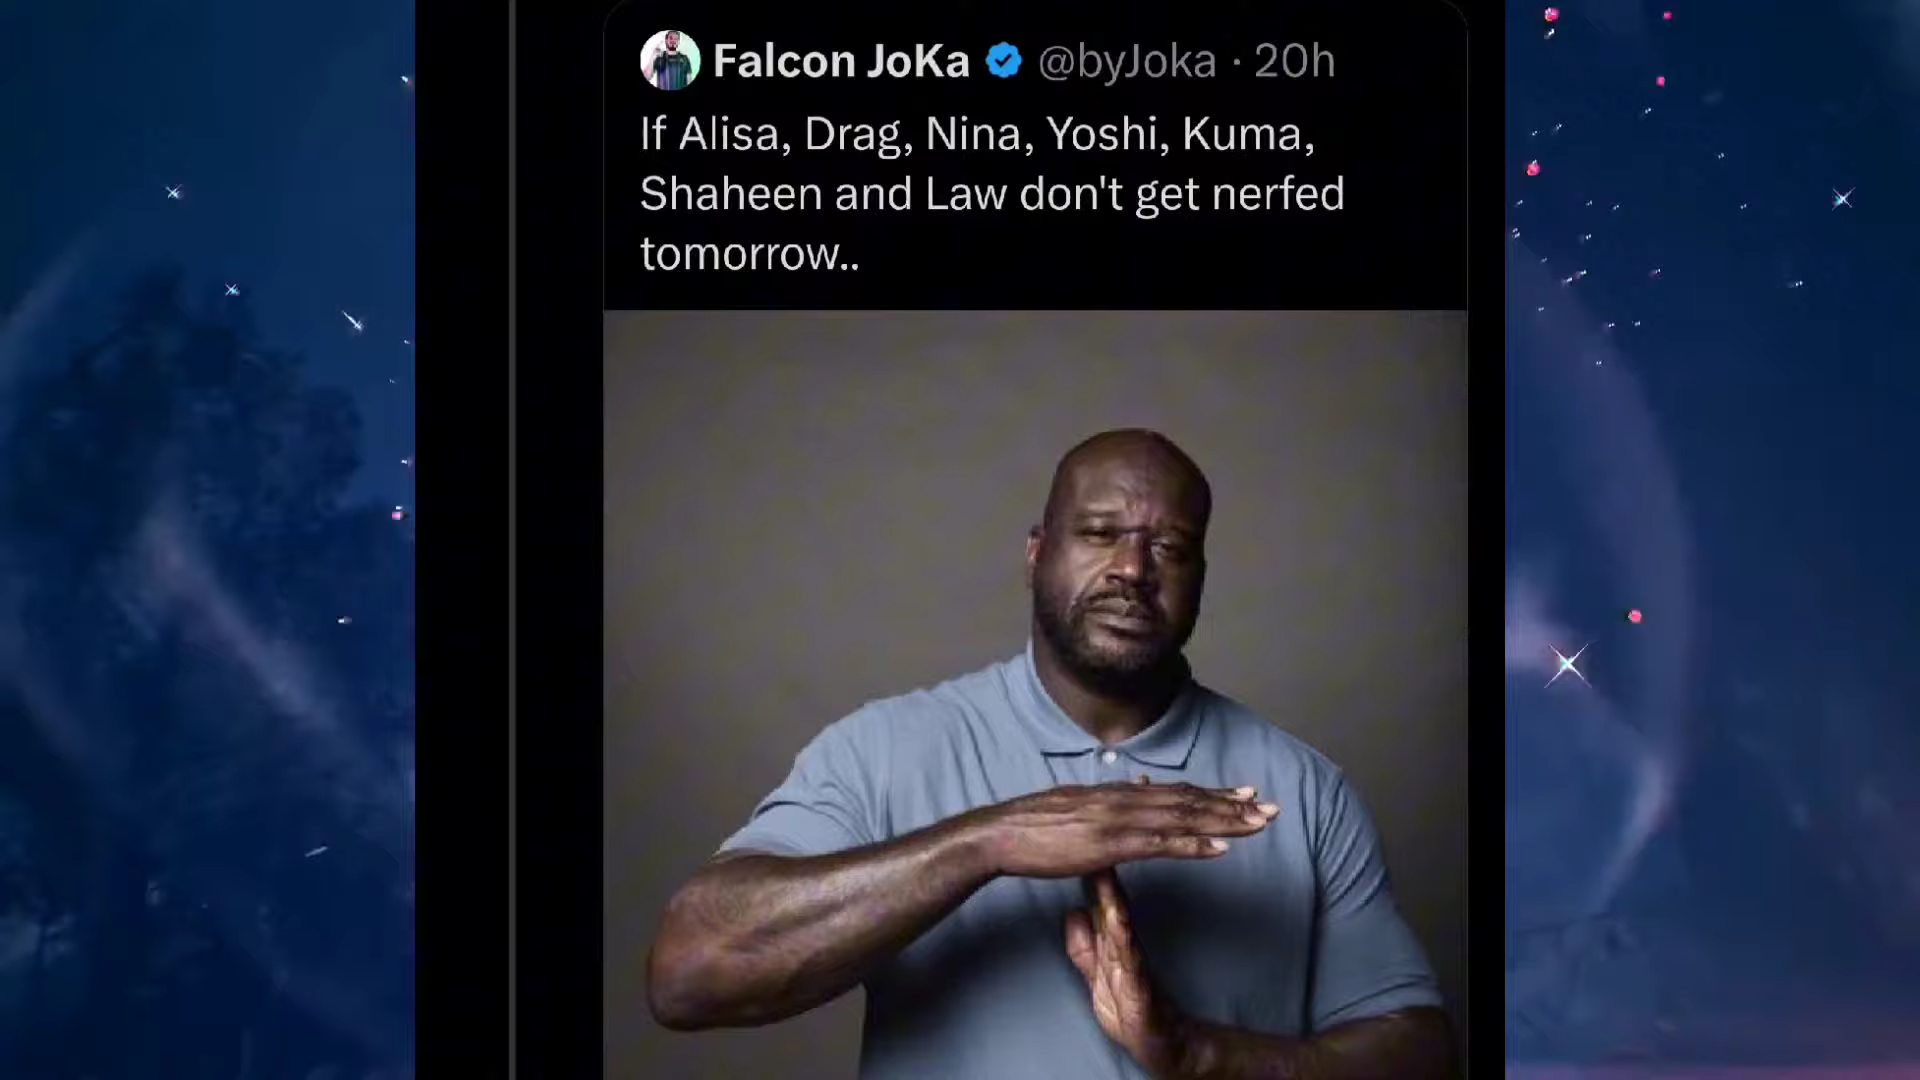 Falcon JoKa @byJoka · 20h
If Alisa, Drag, Nina, Yoshi, Kuma,
Shaheen and Law don't get nerfed
tomorrow..